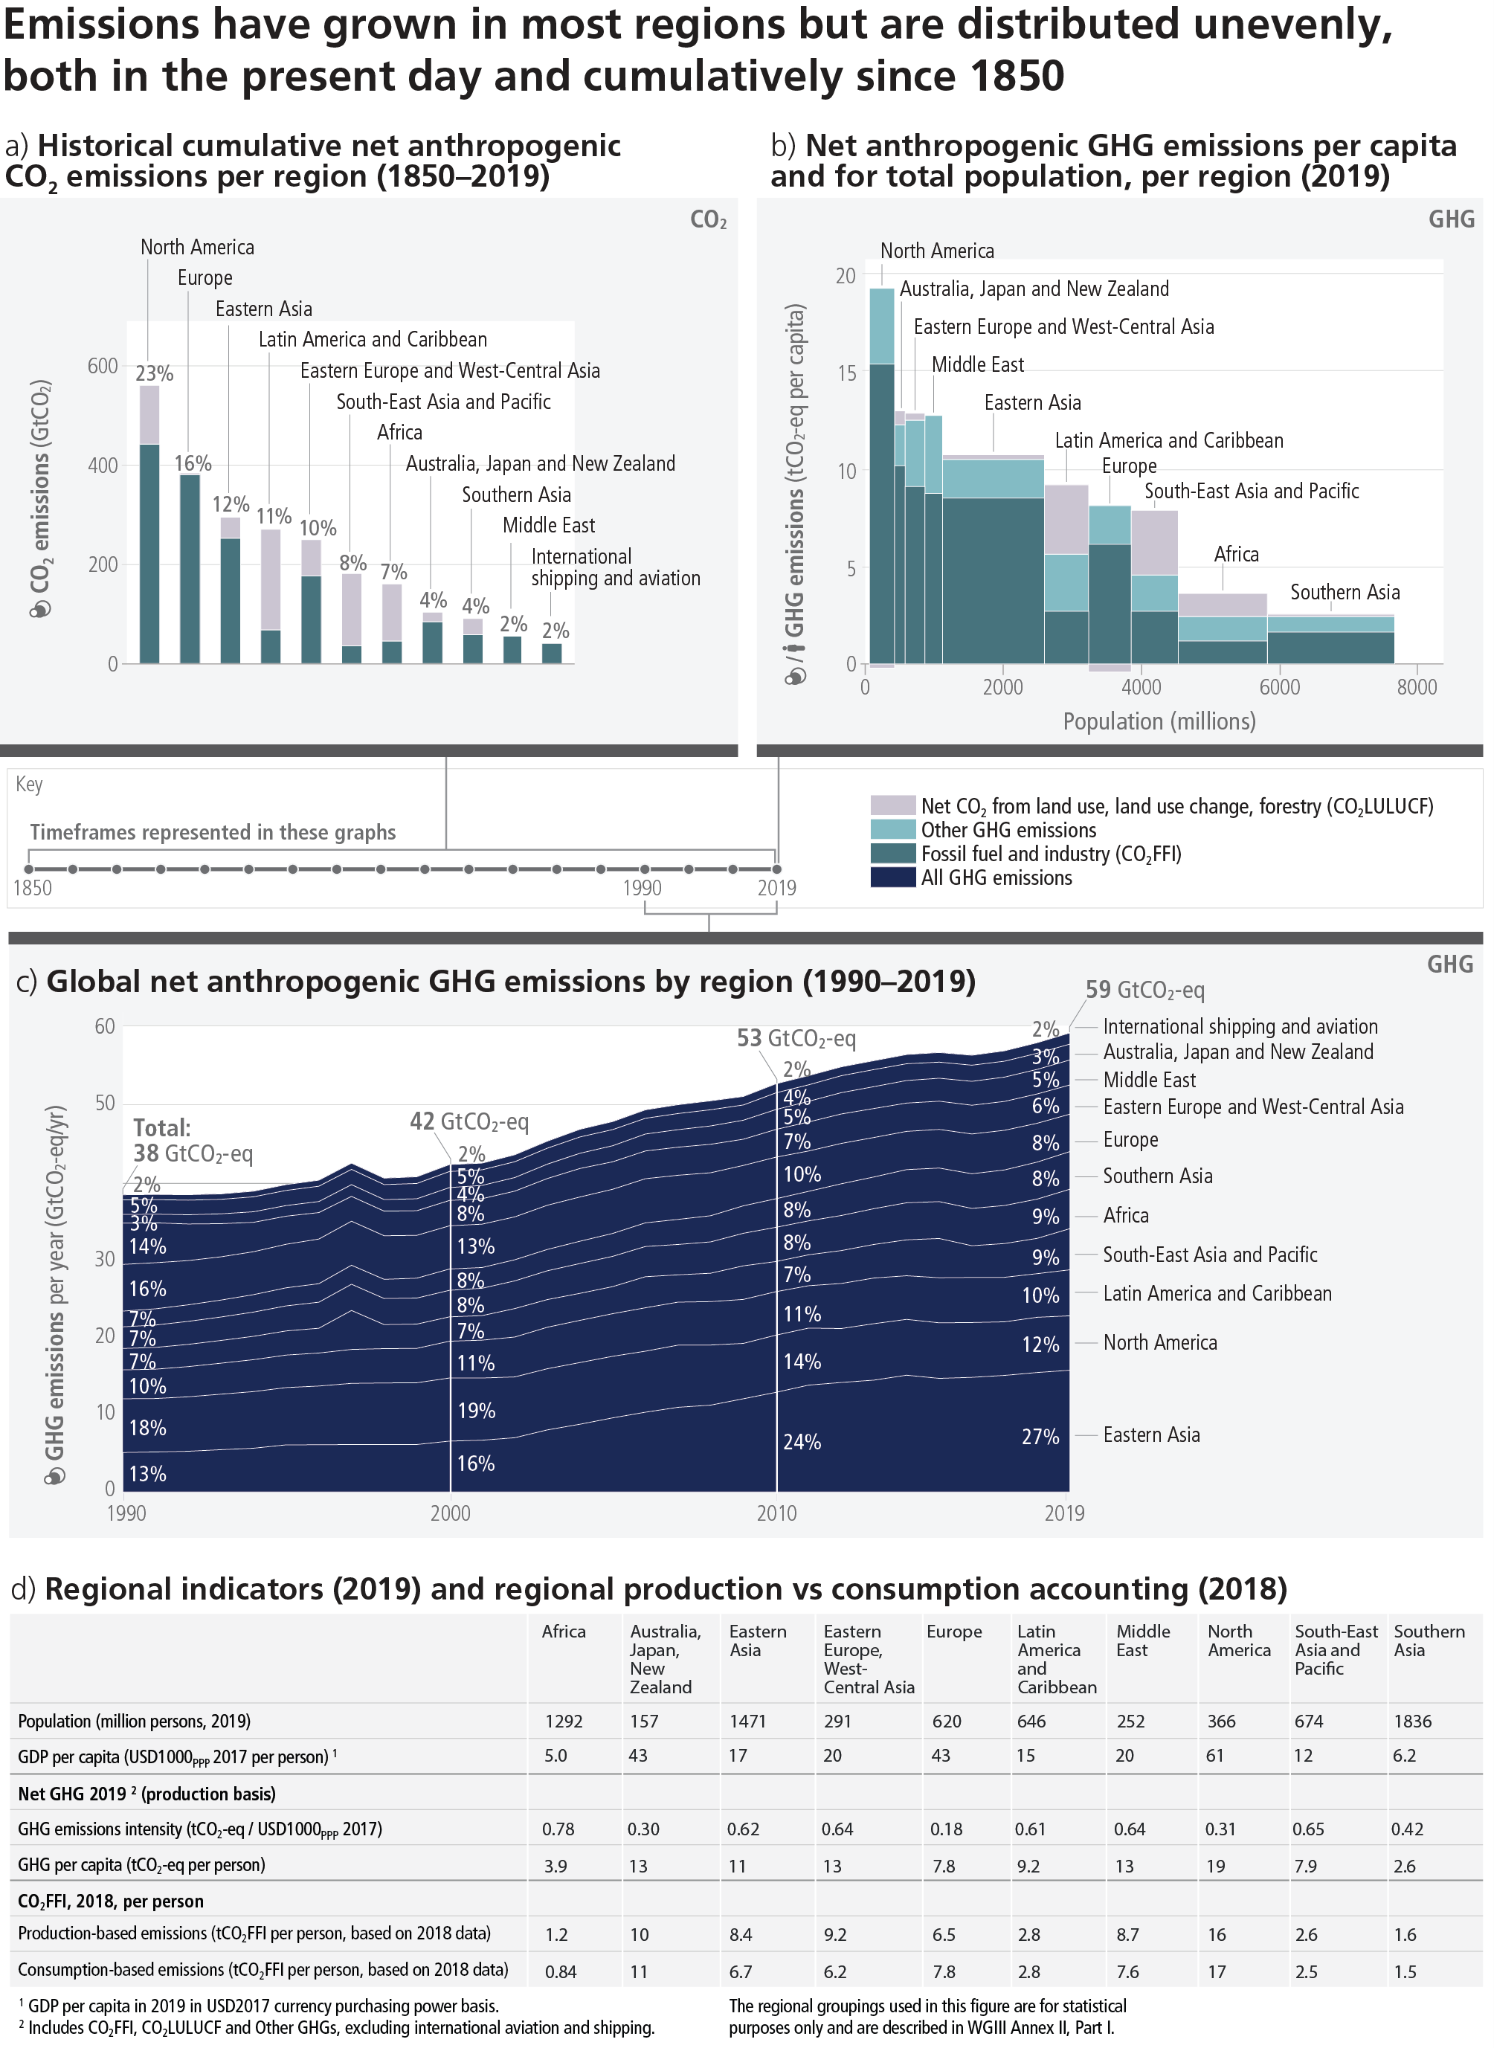 Emissions have grown in most regions but are distributed unevenly,
both in the present day and cumulatively since 1850
a) Historical cumulative net anthropogenic
CO₂ emissions per region (1850–2019)
CO₂
North America
Europe
Eastern Asia
Latin America and Caribbean
Eastern Europe and West-Central Asia
South-East Asia and Pacific
Africa
Australia, Japan and New Zealand
Southern Asia
Middle East
International
shipping and aviation
CO₂ emissions (GtCO₂)
600
400
200
0
23%
16%
12%
11%
10%
8%
7%
4%
4%
2%
2%
b) Net anthropogenic GHG emissions per capita
and for total population, per region (2019)
GHG
North America
Australia, Japan and New Zealand
Eastern Europe and West-Central Asia
Middle East
Eastern Asia
Latin America and Caribbean
Europe
South-East Asia and Pacific
Africa
Southern Asia
/ GHG emissions (tCO₂-eq per capita)
20
15
10
5
0
0 2000 4000 6000 8000
Population (millions)
Key
Timeframes represented in these graphs
1850 1990 2019
Net CO₂ from land use, land use change, forestry (CO₂LULUCF)
Other GHG emissions
Fossil fuel and industry (CO₂FFI)
All GHG emissions
c) Global net anthropogenic GHG emissions by region (1990–2019)
GHG
GHG emissions per year (GtCO₂-eq/yr)
60
50
30
20
10
0
Total:
38 GtCO₂-eq
2%
5%
3%
14%
16%
7%
7%
7%
10%
18%
13%
42 GtCO₂-eq
2%
5%
4%
8%
13%
8%
8%
7%
11%
19%
16%
53 GtCO₂-eq
2%
4%
5%
7%
10%
8%
8%
7%
11%
14%
24%
59 GtCO₂-eq
2% International shipping and aviation
3% Australia, Japan and New Zealand
5% Middle East
6% Eastern Europe and West-Central Asia
8% Europe
8% Southern Asia
9% Africa
9% South-East Asia and Pacific
10% Latin America and Caribbean
12% North America
27% Eastern Asia
1990 2000 2010 2019
d) Regional indicators (2019) and regional production vs consumption accounting (2018)
Africa
Australia,
Japan,
New
Zealand
Eastern
Asia
Eastern
Europe,
West-
Central Asia
Europe
Latin
America
and
Caribbean
Middle
East
North
America
South-East
Asia and
Pacific
Southern
Asia
Population (million persons, 2019) 1292 157 1471 291 620 646 252 366 674 1836
GDP per capita (USD1000PPP 2017 per person) ¹ 5.0 43 17 20 43 15 20 61 12 6.2
Net GHG 2019 ² (production basis)
GHG emissions intensity (tCO₂-eq / USD1000PPP 2017) 0.78 0.30 0.62 0.64 0.18 0.61 0.64 0.31 0.65 0.42
GHG per capita (tCO₂-eq per person) 3.9 13 11 13 7.8 9.2 13 19 7.9 2.6
CO₂FFI, 2018, per person
Production-based emissions (tCO₂FFI per person, based on 2018 data) 1.2 10 8.4 9.2 6.5 2.8 8.7 16 2.6 1.6
Consumption-based emissions (tCO₂FFI per person, based on 2018 data) 0.84 11 6.7 6.2 7.8 2.8 7.6 17 2.5 1.5
¹ GDP per capita in 2019 in USD2017 currency purchasing power basis.
² Includes CO₂FFI, CO₂LULUCF and Other GHGs, excluding international aviation and shipping.
The regional groupings used in this figure are for statistical
purposes only and are described in WGIII Annex II, Part I.